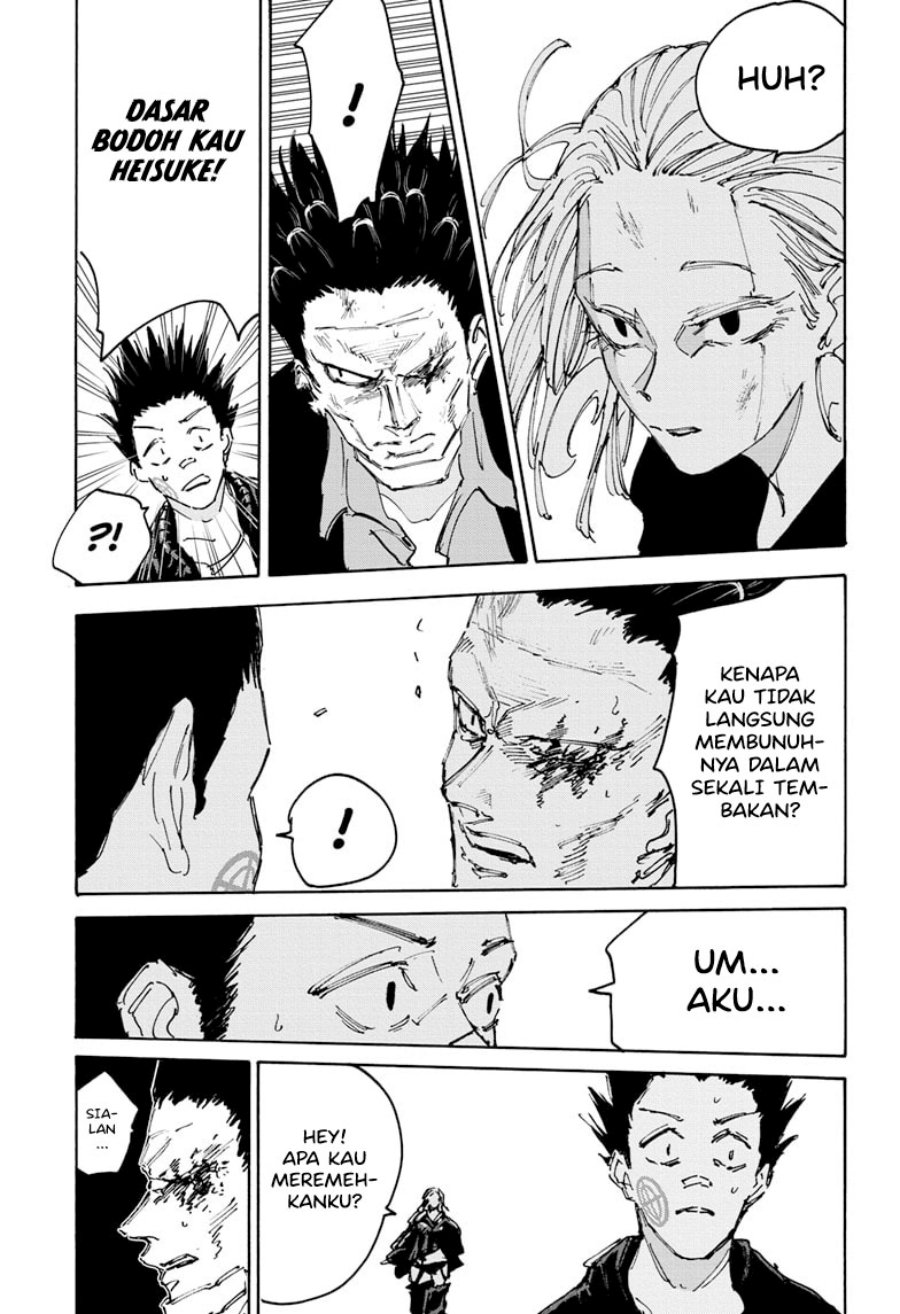 HUH?
!
DASAR
BODOH KAU
HEISUKE!
?!
KENAPA
KAU TIDAK
LANGSUNG
MEMBUNUH-
NYA DALAM
SEKALI TEM-
BAKAN?
!
UM...
AKU...
HEY!
APA KAU
MEREMEH-
KANKU?
SIA-
LAN
...